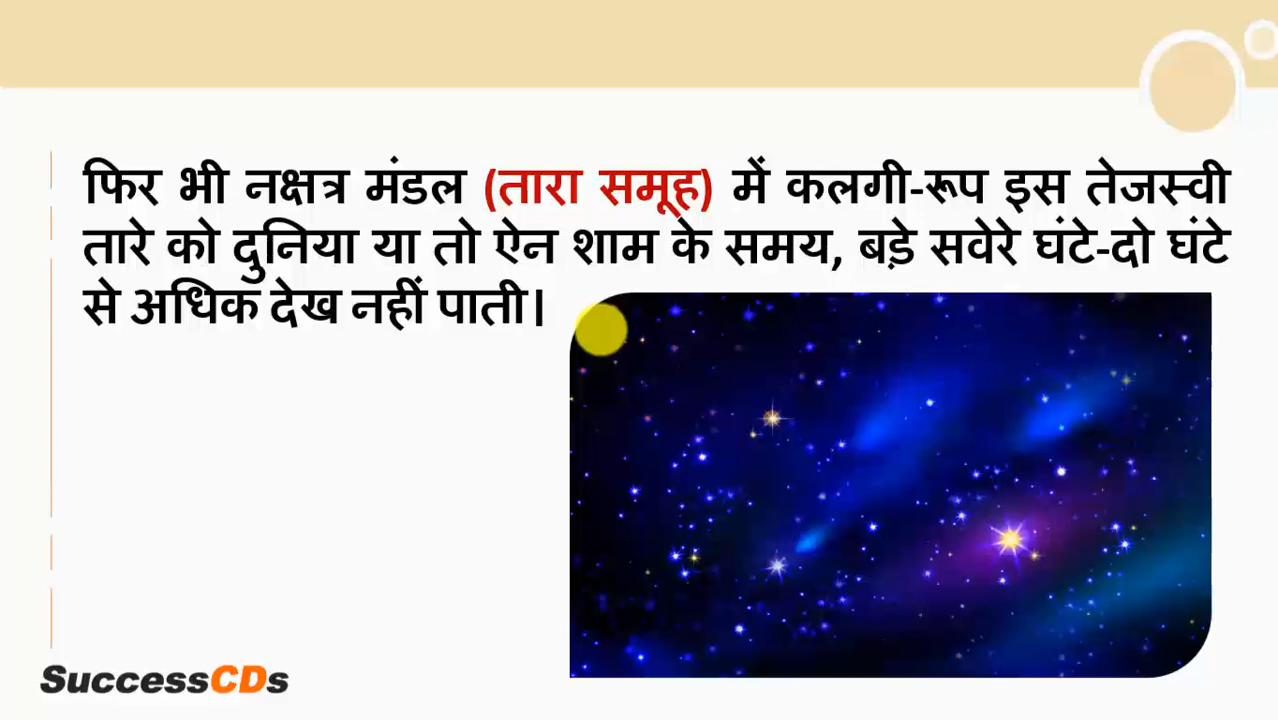 फिर भी नक्षत्र मंडल (तारा समूह) में कलगी-रूप इस तेजस्वी
तारे को दुनिया या तो ऐन शाम के समय, बड़े सवेरे घंटे-दो घंटे
से अधिक देख नहीं पाती।
SuccessCDs